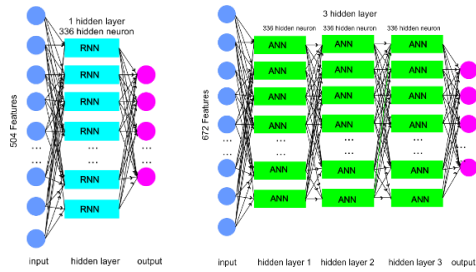 1 hidden layer
336 hidden neuron
504 Features
RNN
RNN
RNN
RNN
... ... ...
RNN
RNN
input hidden layer output
3 hidden layer
336 hidden neuron 336 hidden neuron 336 hidden neuron
672 Features
ANN ANN ANN
ANN ANN ANN
ANN ANN ANN
ANN ANN ANN
... ... ... ...
ANN ANN ANN
ANN ANN ANN
input hidden layer 1 hidden layer 2 hidden layer 3 output